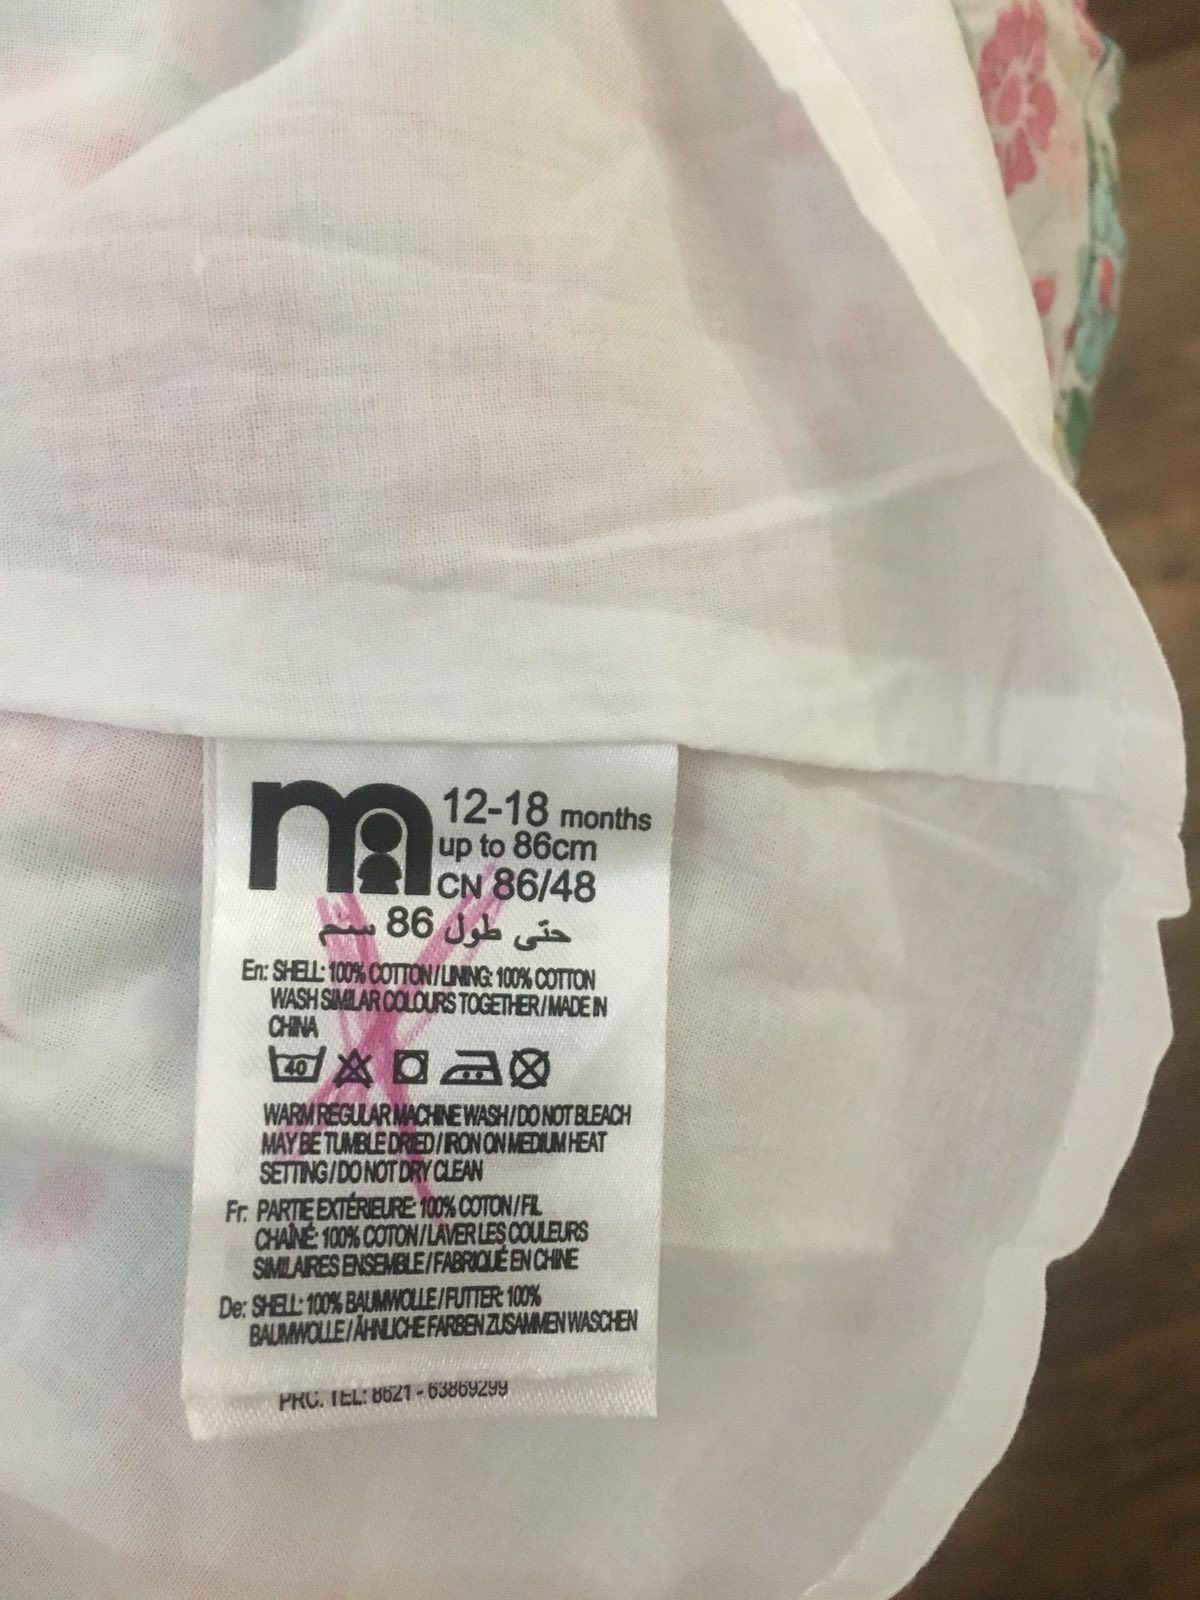 m
12-18 months
up to 86cm
CN 86/48
حتى طول 86 سنم
En: SHELL: 100% COTTON / LINING: 100% COTTON
WASH SIMILAR COLOURS TOGETHER / MADE IN
CHINA
40
WARM REGULAR MACHINE WASH / DO NOT BLEACH
MAY BE TUMBLE DRIED / IRON ON MEDIUM HEAT
SETTING / DO NOT DRY CLEAN
Fr: PARTIE EXTÉRIEURE: 100% COTON / FIL
CHAÎNÉ: 100% COTON / LAVER LES COULEURS
SIMILAIRES ENSEMBLE / FABRIQUÉ EN CHINE
De: SHELL: 100% BAUMWOLLE / FUTTER: 100%
BAUMWOLLE / ÄHNLICHE FARBEN ZUSAMMEN WASCHEN
PRC. TEL: 8621 - 63869299